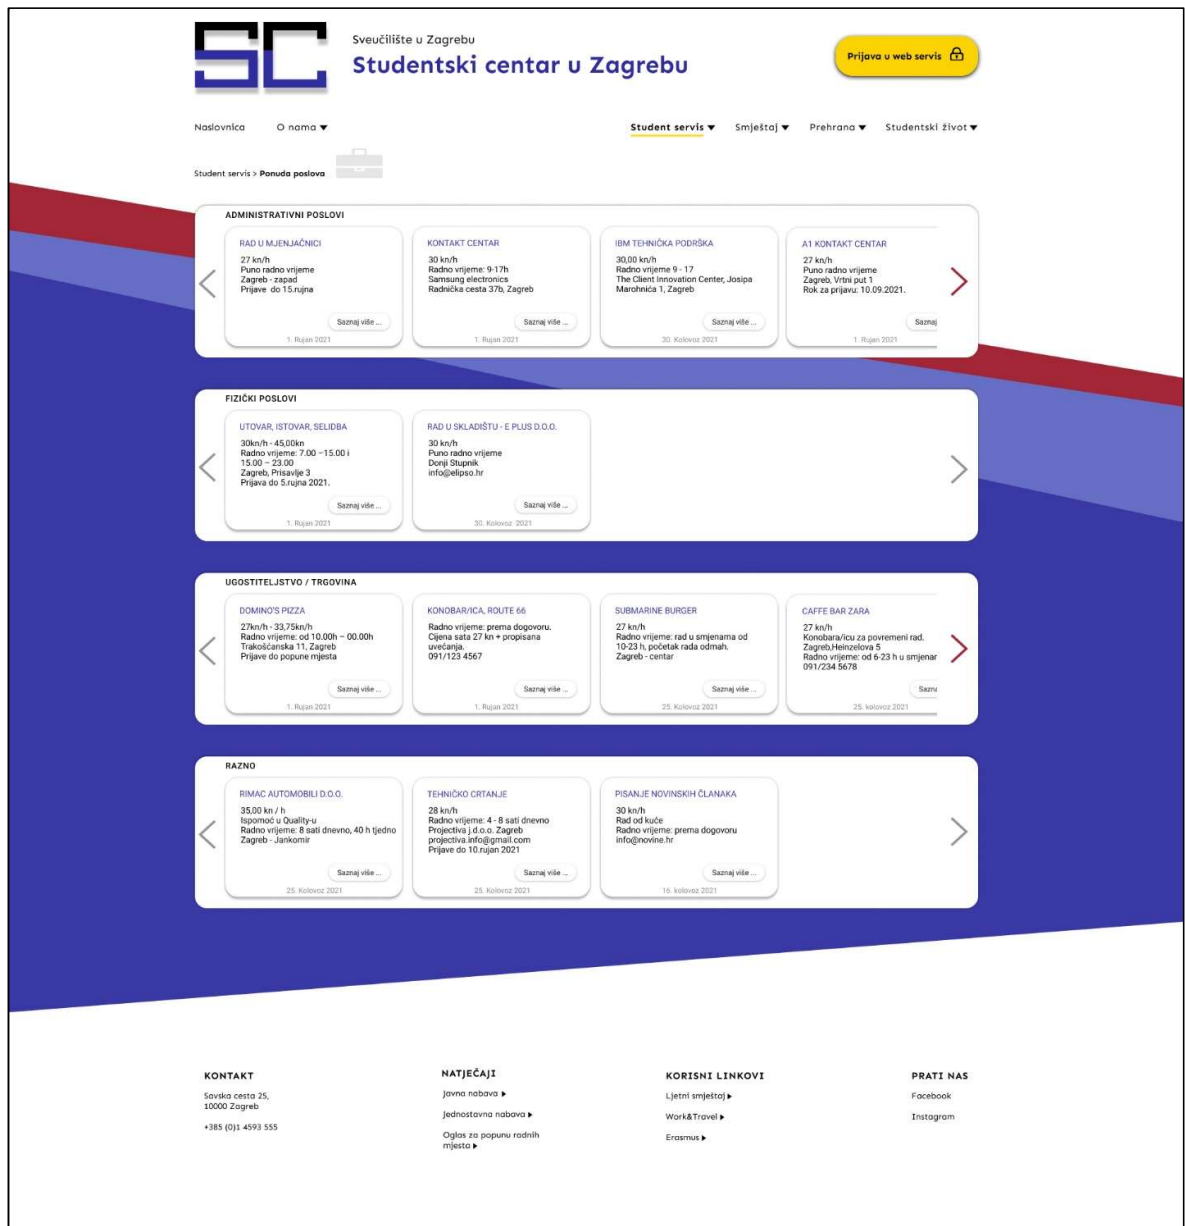 SC
Sveučilište u Zagrebu
Studentski centar u Zagrebu
Prijava u web servis
Naslovnica
O nama
Student servis
Smještaj
Prehrana
Studentski život
Student servis > Ponuda poslova
ADMINISTRATIVNI POSLOVI
RAD U MJENJAČNICI
27 kn/h
Puno radno vrijeme
Zagreb - zapad
Prijave do 15.rujna
Saznaj više ...
1. Rujan 2021
KONTAKT CENTAR
30 kn/h
Radno vrijeme: 9-17h
Samsung electronics
Radnička cesta 37b, Zagreb
Saznaj više ...
1. Rujan 2021
IBM TEHNIČKA PODRŠKA
30,00 kn/h
Radno vrijeme 9 - 17
The Client Innovation Center, Josipa
Marohnića 1, Zagreb
Saznaj više ...
30. Kolovoz 2021
A1 KONTAKT CENTAR
27 kn/h
Puno radno vrijeme
Zagreb, Vrtni put 1
Rok za prijavu: 10.09.2021.
Saznaj
1. Rujan 2021
FIZIČKI POSLOVI
UTOVAR, ISTOVAR, SELIDBA
30kn/h - 45,00kn
Radno vrijeme: 7.00 –15.00 i
15.00 – 23.00
Zagreb, Prisavlje 3
Prijava do 5.rujna 2021.
Saznaj više ...
1. Rujan 2021
RAD U SKLADIŠTU - E PLUS D.O.O.
30 kn/h
Puno radno vrijeme
Donji Stupnik
info@elipso.hr
Saznaj više ...
30. Kolovoz 2021
UGOSTITELJSTVO / TRGOVINA
DOMINO'S PIZZA
27kn/h - 33,75kn/h
Radno vrijeme: od 10.00h – 00.00h
Trakošćanska 11, Zagreb
Prijave do popune mjesta
Saznaj više ...
1. Rujan 2021
KONOBAR/ICA, ROUTE 66
Radno vrijeme: prema dogovoru.
Cijena sata 27 kn + propisana
uvećanja.
091/123 4567
Saznaj više ...
1. Rujan 2021
SUBMARINE BURGER
27 kn/h
Radno vrijeme: rad u smjenama od
10-23 h, početak rada odmah.
Zagreb - centar
Saznaj više ...
25. Kolovoz 2021
CAFFE BAR ZARA
27 kn/h
Konobara/icu za povremeni rad.
Zagreb,Heinzelova 5
Radno vrijeme: od 6-23 h u smjenar
091/234 5678
Sazna
25. kolovoz 2021
RAZNO
RIMAC AUTOMOBILI D.O.O.
35,00 kn / h
Ispomoć u Quality-u
Radno vrijeme: 8 sati dnevno, 40 h tjedno
Zagreb - Jankomir
Saznaj više ...
25. Kolovoz 2021
TEHNIČKO CRTANJE
28 kn/h
Radno vrijeme: 4 - 8 sati dnevno
Projectiva j.d.o.o. Zagreb
projectiva.info@gmail.com
Prijave do 10.rujan 2021
Saznaj više ...
25. Kolovoz 2021
PISANJE NOVINSKIH ČLANAKA
30 kn/h
Rad od kuće
Radno vrijeme: prema dogovoru
info@novine.hr
Saznaj više ...
16. kolovoz 2021
KONTAKT
Savska cesta 25,
10000 Zagreb
+385 (0)1 4593 555
NATJEČAJI
Javna nabava
Jednostavna nabava
Oglas za popunu radnih
mjesta
KORISNI LINKOVI
Ljetni smještaj
Work&Travel
Erasmus
PRATI NAS
Facebook
Instagram